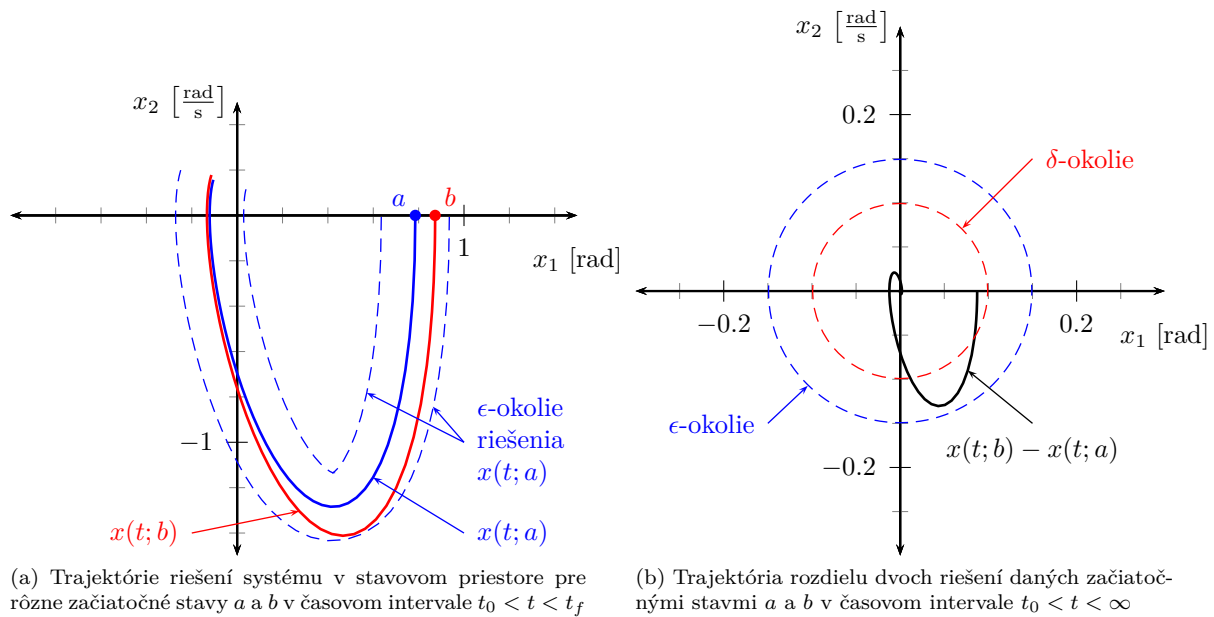 x₂ [rad/s]
a
b
1
x₁ [rad]
−1
ϵ-okolie
riešenia
x(t; a)
x(t; b)
x(t; a)
(a) Trajektórie riešení systému v stavovom priestore pre
rôzne začiatočné stavy a a b v časovom intervale t₀ < t < t_f
x₂ [rad/s]
0.2
δ-okolie
−0.2
0.2
x₁ [rad]
ϵ-okolie
x(t; b) − x(t; a)
−0.2
(b) Trajektória rozdielu dvoch riešení daných začiatoč-
nými stavmi a a b v časovom intervale t₀ < t < ∞